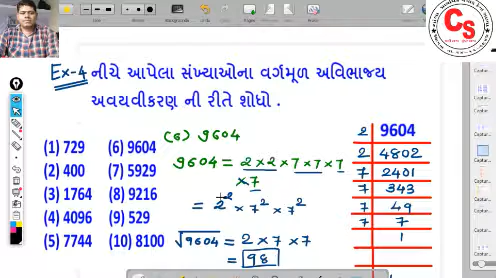 Ex-4 નીચે આપેલા સંખ્યાઓના વર્ગમૂળ અવિભાજ્ય
અવયવીકરણ ની રીતે શોધો .
(1) 729 (6) 9604
(2) 400 (7) 5929
(3) 1764 (8) 9216
(4) 4096 (9) 529
(5) 7744 (10) 8100
(6) 9604
9604 = 2 × 2 × 7 × 7 × 7
× 7
= 2² × 7² × 7²
√9604 = 2 × 7 × 7
= 98
2 9604
2 4802
7 2401
7 343
7 49
7 7
1
CS